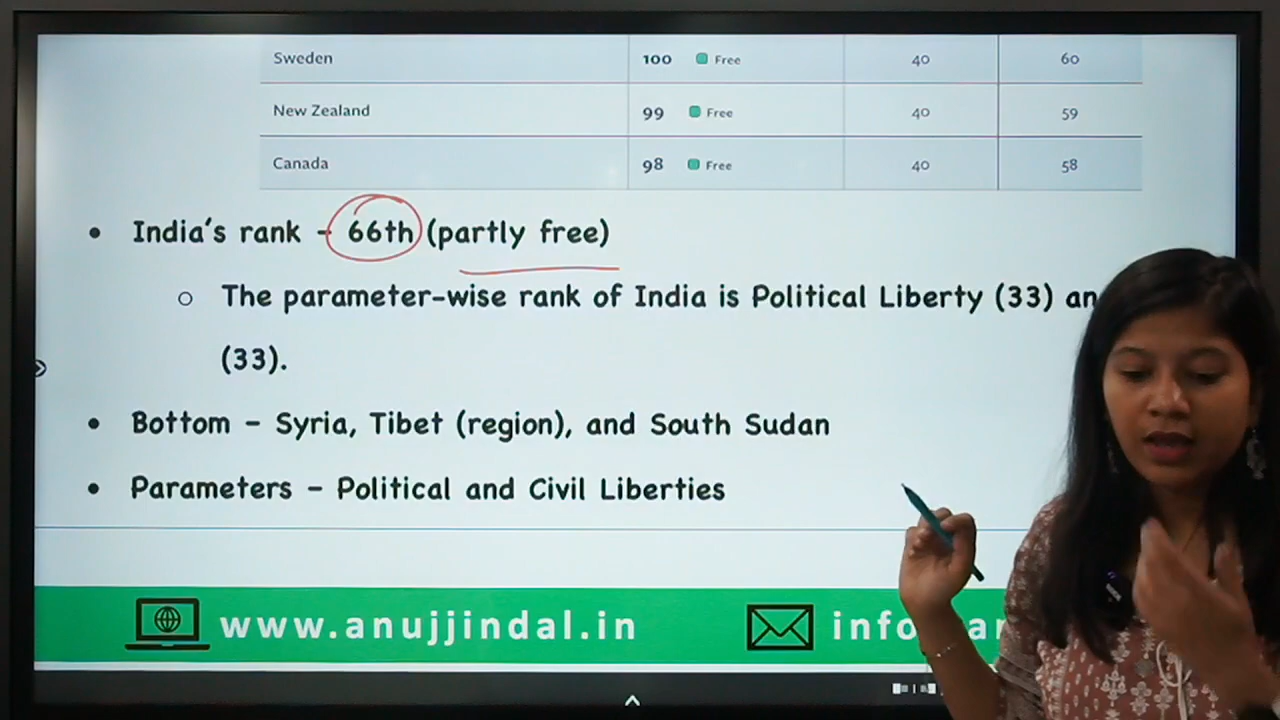 Sweden 100 Free 40 60
New Zealand 99 Free 40 59
Canada 98 Free 40 58
• India's rank - 66th (partly free)
o The parameter-wise rank of India is Political Liberty (33)
(33).
• Bottom – Syria, Tibet (region), and South Sudan
• Parameters – Political and Civil Liberties
www.anujjindal.in info